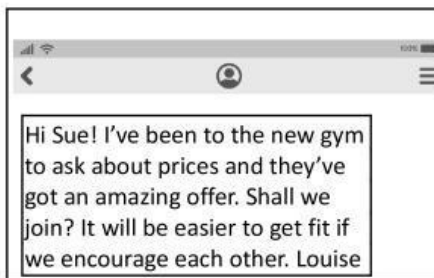 100%
Hi Sue! I've been to the new gym
to ask about prices and they've
got an amazing offer. Shall we
join? It will be easier to get fit if
we encourage each other. Louise